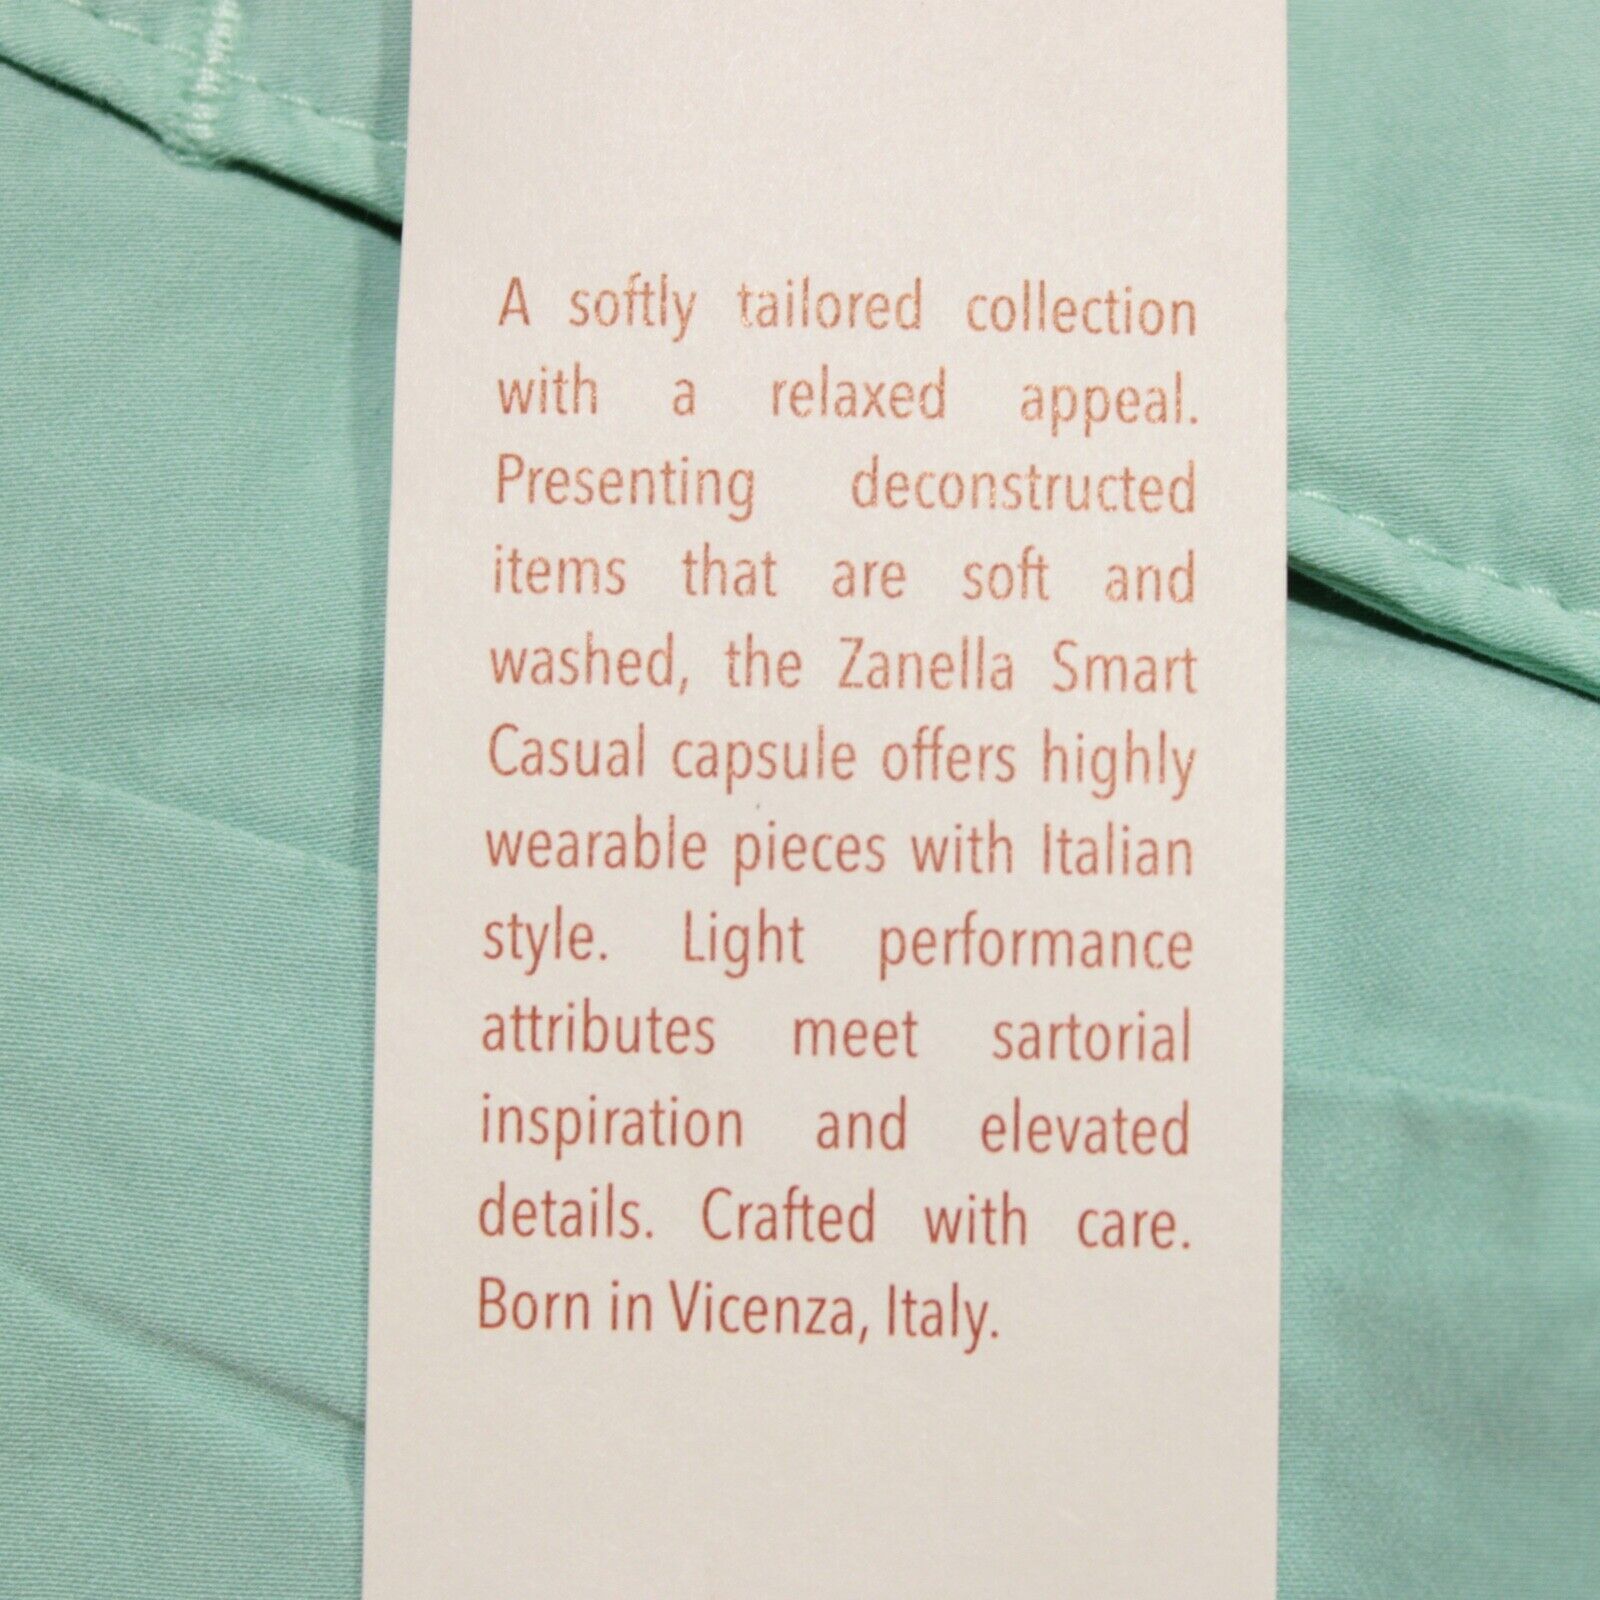 A softly tailored collection
with a relaxed appeal.
Presenting deconstructed
items that are soft and
washed, the Zanella Smart
Casual capsule offers highly
wearable pieces with Italian
style. Light performance
attributes meet sartorial
inspiration and elevated
details. Crafted with care.
Born in Vicenza, Italy.